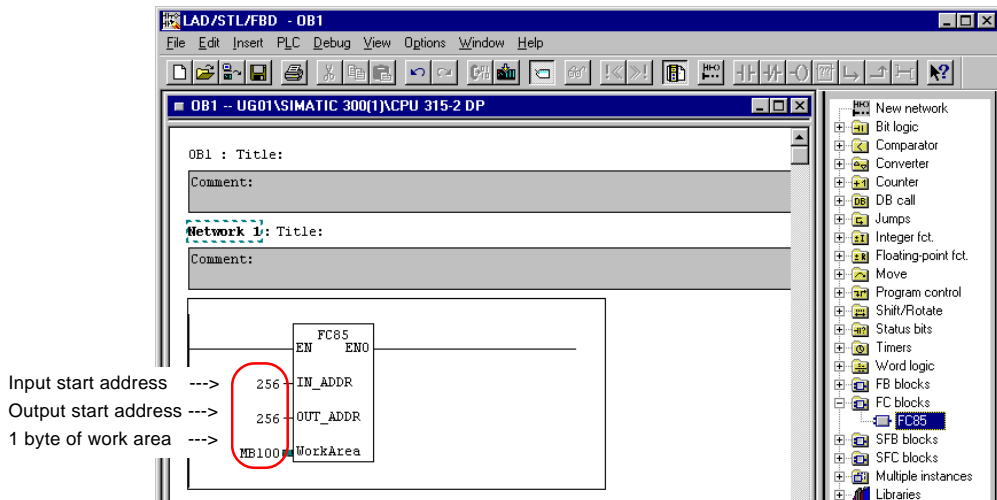 LAD/STL/FBD - OB1
File Edit Insert PLC Debug View Options Window Help
OB1 -- UG01\SIMATIC 300(1)\CPU 315-2 DP
OB1 : Title:
Comment:
Network 1: Title:
Comment:
FC85
EN ENO
Input start address ---> 256 IN_ADDR
Output start address ---> 256 OUT_ADDR
1 byte of work area ---> MB100 WorkArea
New network
Bit logic
Comparator
Converter
Counter
DB call
Jumps
Integer fct.
Floating-point fct.
Move
Program control
Shift/Rotate
Status bits
Timers
Word logic
FB blocks
FC blocks
FC85
SFB blocks
SFC blocks
Multiple instances
Libraries